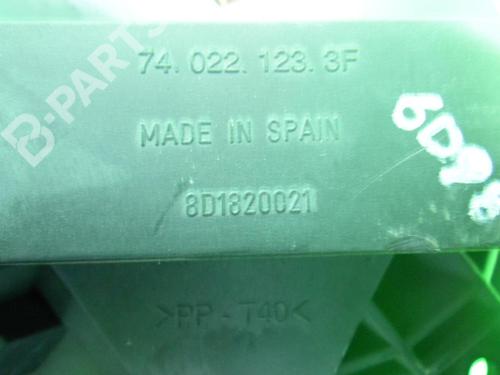 B-PARTS
74. 022. 123. 3F
MADE IN SPAIN
8D1820021
>PP - T40<